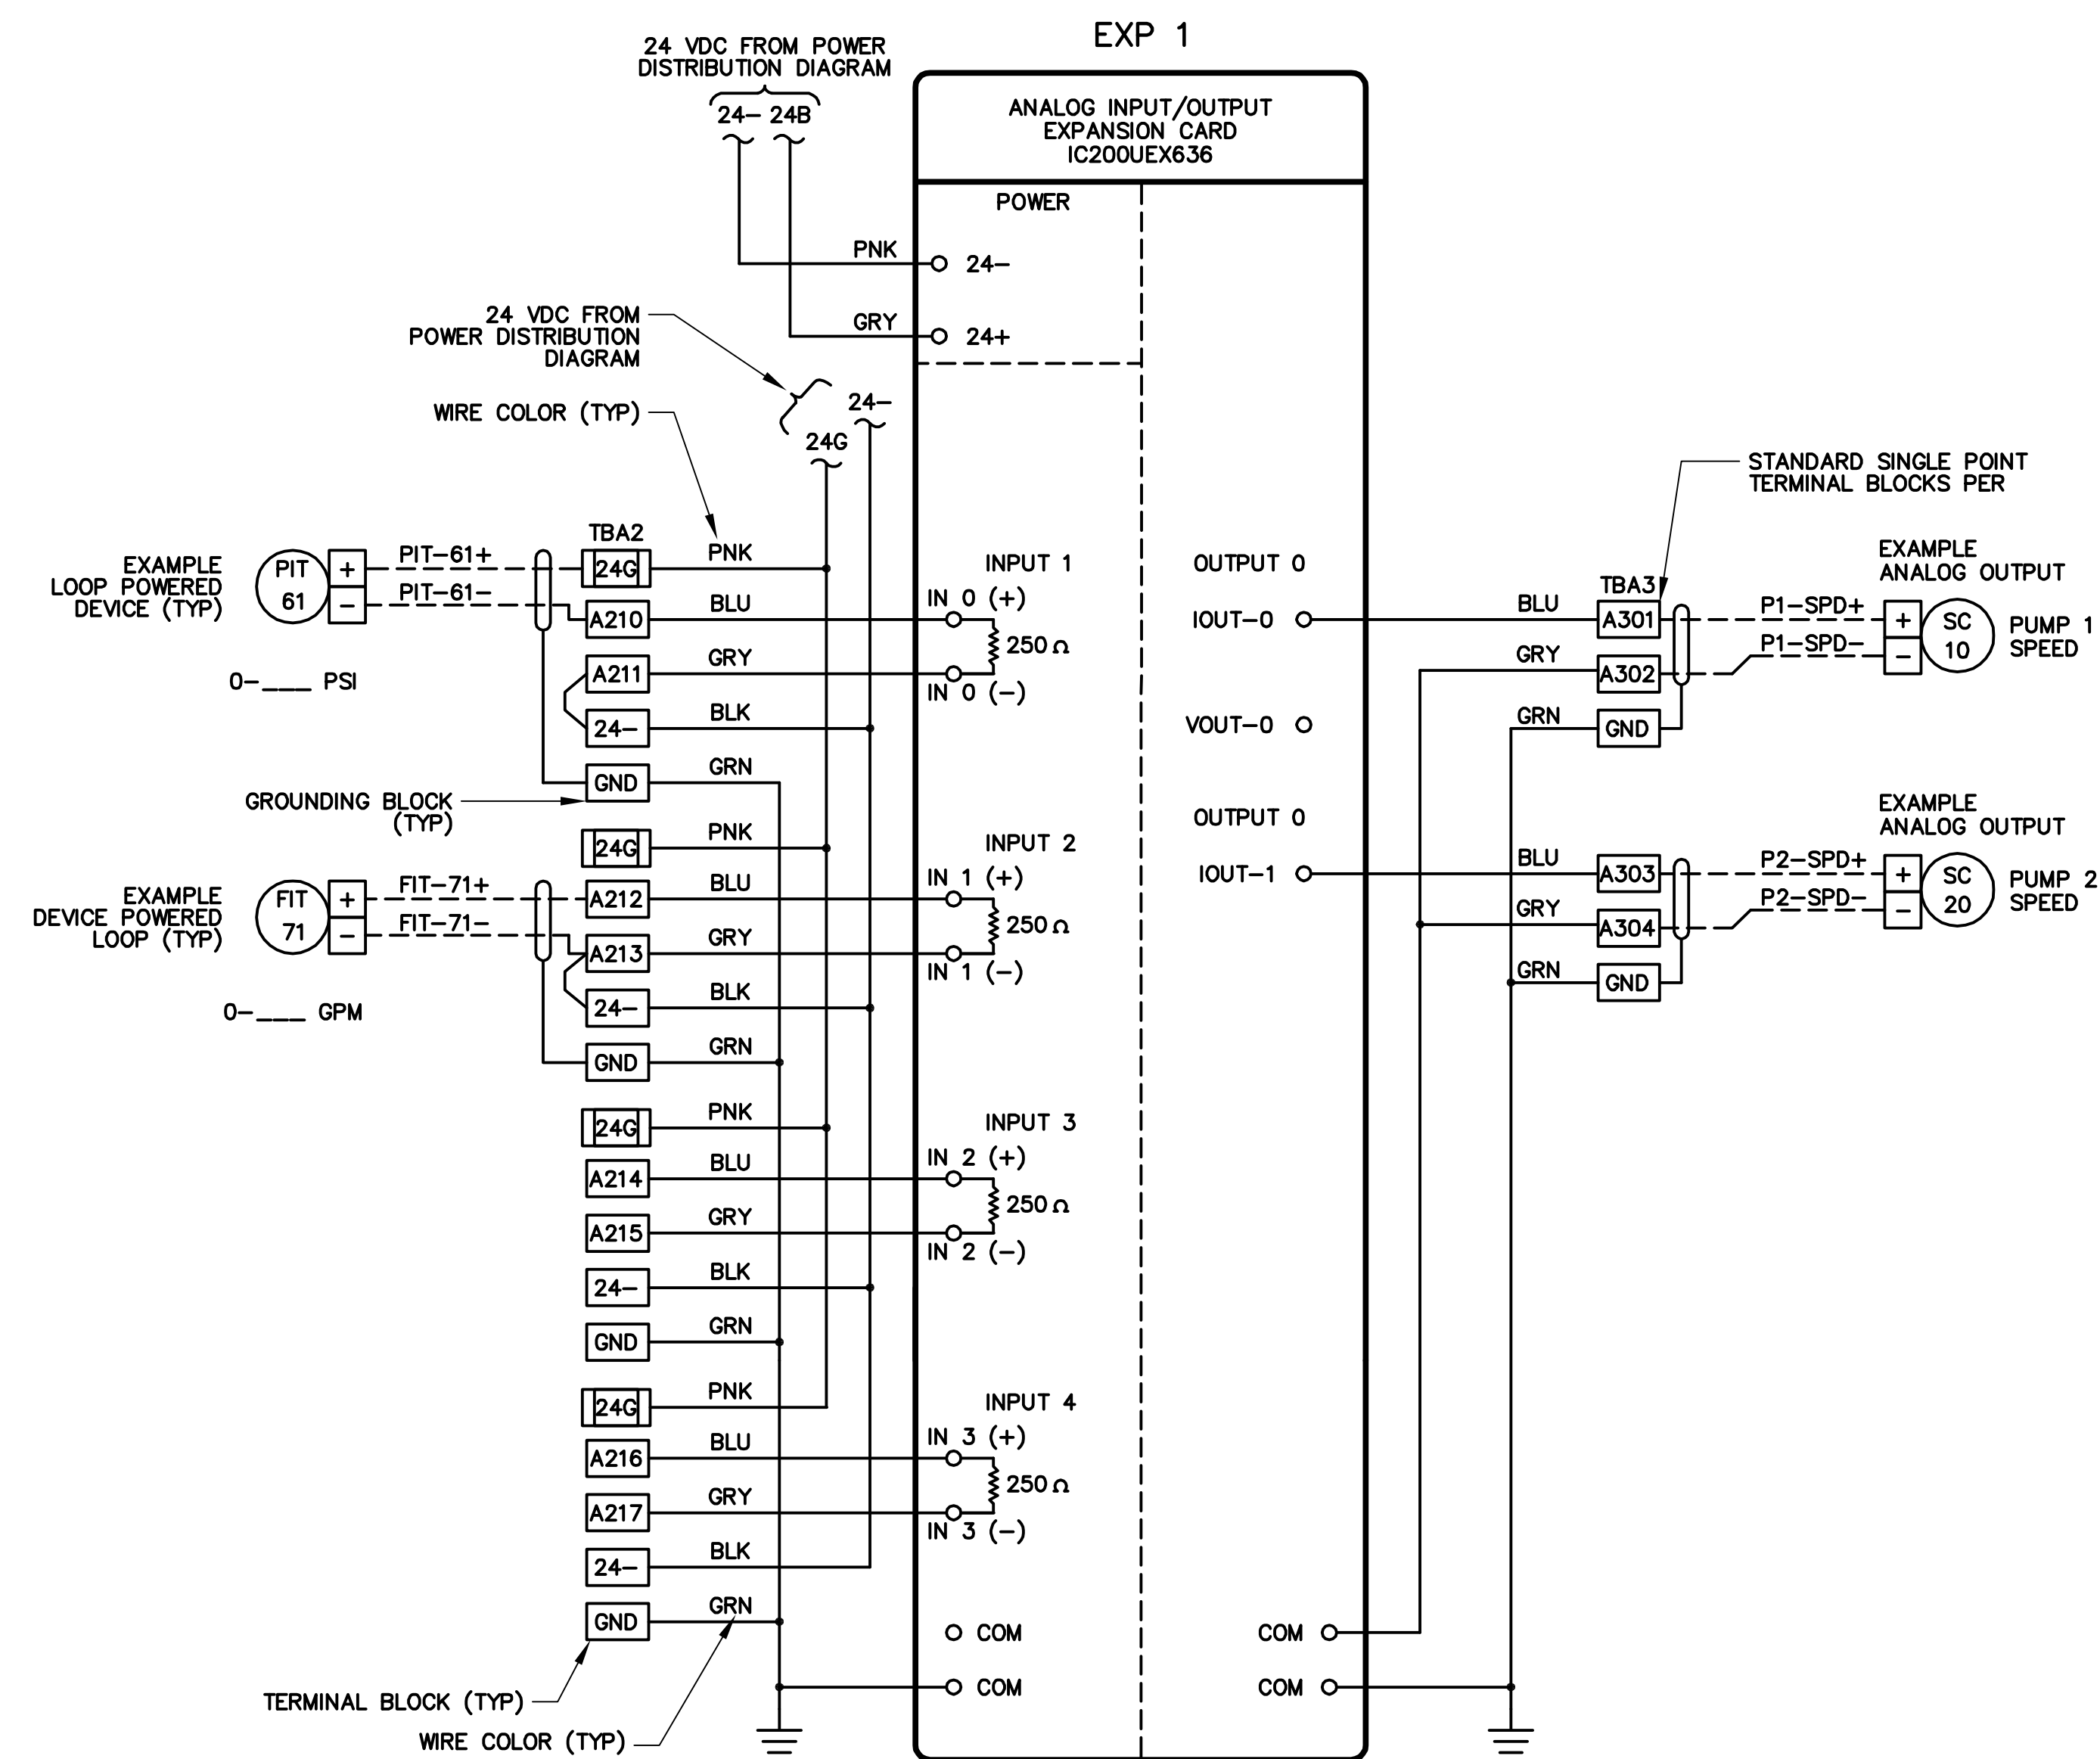 EXP 1
24 VDC FROM POWER
DISTRIBUTION DIAGRAM
24- 24B
ANALOG INPUT/OUTPUT
EXPANSION CARD
IC200UEX636
POWER
PNK
24-
GRY
24+
24 VDC FROM
POWER DISTRIBUTION
DIAGRAM
WIRE COLOR (TYP)
24-
24G
TBA2
EXAMPLE
LOOP POWERED
DEVICE (TYP)
PIT
61
+
-
PIT-61+
PIT-61-
0-___ PSI
24G
PNK
A210
BLU
A211
GRY
24-
BLK
GND
GRN
GROUNDING BLOCK
(TYP)
INPUT 1
IN 0 (+)
250Ω
IN 0 (-)
24G
PNK
EXAMPLE
DEVICE POWERED
LOOP (TYP)
FIT
71
+
-
FIT-71+
FIT-71-
0-___ GPM
A212
BLU
A213
GRY
24-
BLK
GND
GRN
INPUT 2
IN 1 (+)
250Ω
IN 1 (-)
24G
PNK
A214
BLU
A215
GRY
24-
BLK
GND
GRN
INPUT 3
IN 2 (+)
250Ω
IN 2 (-)
24G
PNK
A216
BLU
A217
GRY
24-
BLK
GND
GRN
INPUT 4
IN 3 (+)
250Ω
IN 3 (-)
COM
COM
TERMINAL BLOCK (TYP)
WIRE COLOR (TYP)
OUTPUT 0
IOUT-0
VOUT-0
OUTPUT 0
IOUT-1
COM
COM
STANDARD SINGLE POINT
TERMINAL BLOCKS PER
TBA3
BLU
A301
GRY
A302
GRN
GND
P1-SPD+
P1-SPD-
EXAMPLE
ANALOG OUTPUT
+
-
SC
10
PUMP 1
SPEED
BLU
A303
GRY
A304
GRN
GND
P2-SPD+
P2-SPD-
EXAMPLE
ANALOG OUTPUT
+
-
SC
20
PUMP 2
SPEED